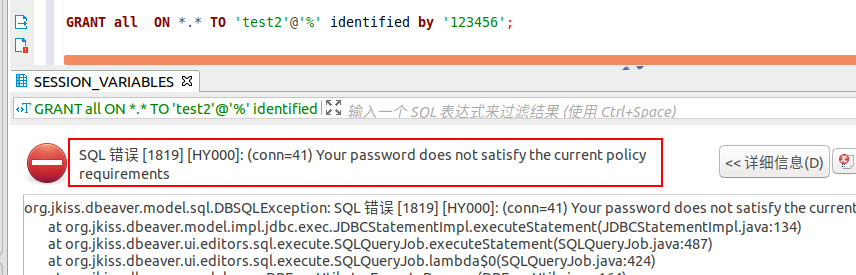 GRANT all ON *.* TO 'test2'@'%' identified by '123456';
SESSION_VARIABLES
GRANT all ON *.* TO 'test2'@'%' identified
输入一个 SQL 表达式来过滤结果 (使用 Ctrl+Space)
SQL 错误 [1819] [HY000]: (conn=41) Your password does not satisfy the current policy
requirements
<< 详细信息(D)
org.jkiss.dbeaver.model.sql.DBSQLException: SQL 错误 [1819] [HY000]: (conn=41) Your password does not satisfy the current
at org.jkiss.dbeaver.model.impl.jdbc.exec.JDBCStatementImpl.executeStatement(JDBCStatementImpl.java:134)
at org.jkiss.dbeaver.ui.editors.sql.execute.SQLQueryJob.executeStatement(SQLQueryJob.java:487)
at org.jkiss.dbeaver.ui.editors.sql.execute.SQLQueryJob.lambda$0(SQLQueryJob.java:424)